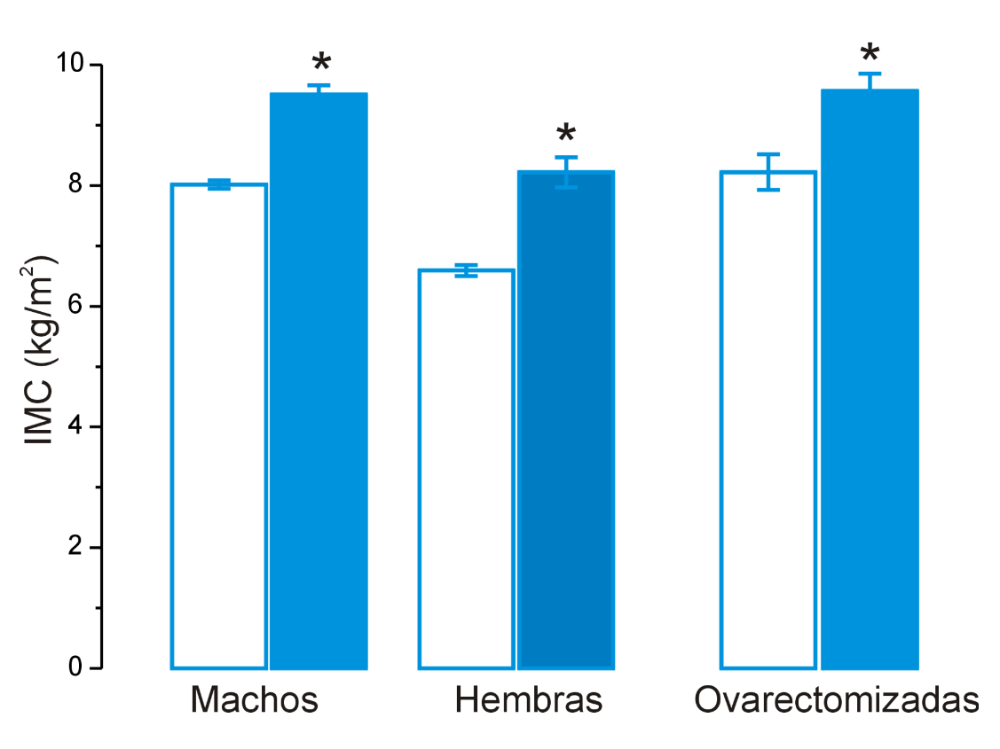 10
*
*
*
8
6
4
2
0
IMC (kg/m²)
Machos
Hembras
Ovarectomizadas